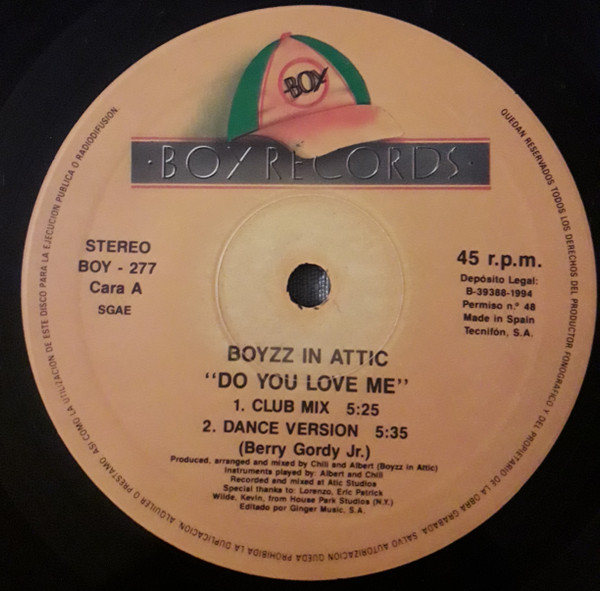 BOY
·BOY RECORDS·
STEREO
BOY - 277
Cara A
SGAE
45 r.p.m.
Depósito Legal:
B-39388-1994
Permiso n.º 48
Made in Spain
Tecnifón, S.A.
BOYZZ IN ATTIC
"DO YOU LOVE ME"
1. CLUB MIX 5:25
2. DANCE VERSION 5:35
(Berry Gordy Jr.)
Produced, arranged and mixed by Chili and Albert (Boyzz in Attic)
Instruments played by: Albert and Chili
Recorded and mixed at Atic Studios
Special thanks to: Lorenzo, Eric Patrick
Wilde, Kevin, from House Park Studios (N.Y.)
Editado por Ginger Music, S.A.
QUEDAN RESERVADOS TODOS LOS DERECHOS DEL PRODUCTOR FONOGRAFICO Y DEL PROPIETARIO DE LA OBRA GRABADA. SALVO AUTORIZACION QUEDA PROHIBIDA LA DUPLICACION, ALQUILER O PRESTAMO ASI COMO LA UTILIZACION DE ESTE DISCO PARA LA EJECUCION PUBLICA O RADIODIFUSION